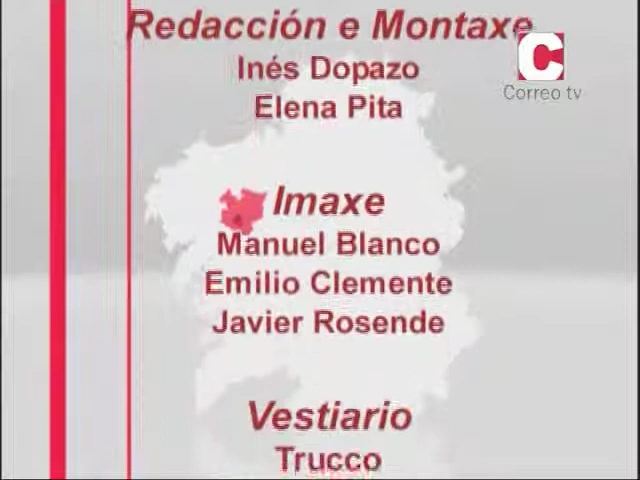 Redacción e Montaxe
Inés Dopazo
Elena Pita
C
Correo tv
Imaxe
Manuel Blanco
Emilio Clemente
Javier Rosende
Vestiario
Trucco